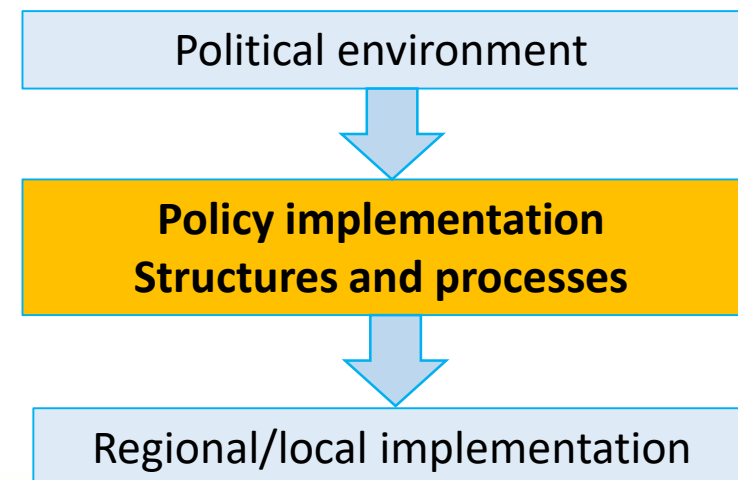 Political environment
Policy implementation
Structures and processes
Regional/local implementation